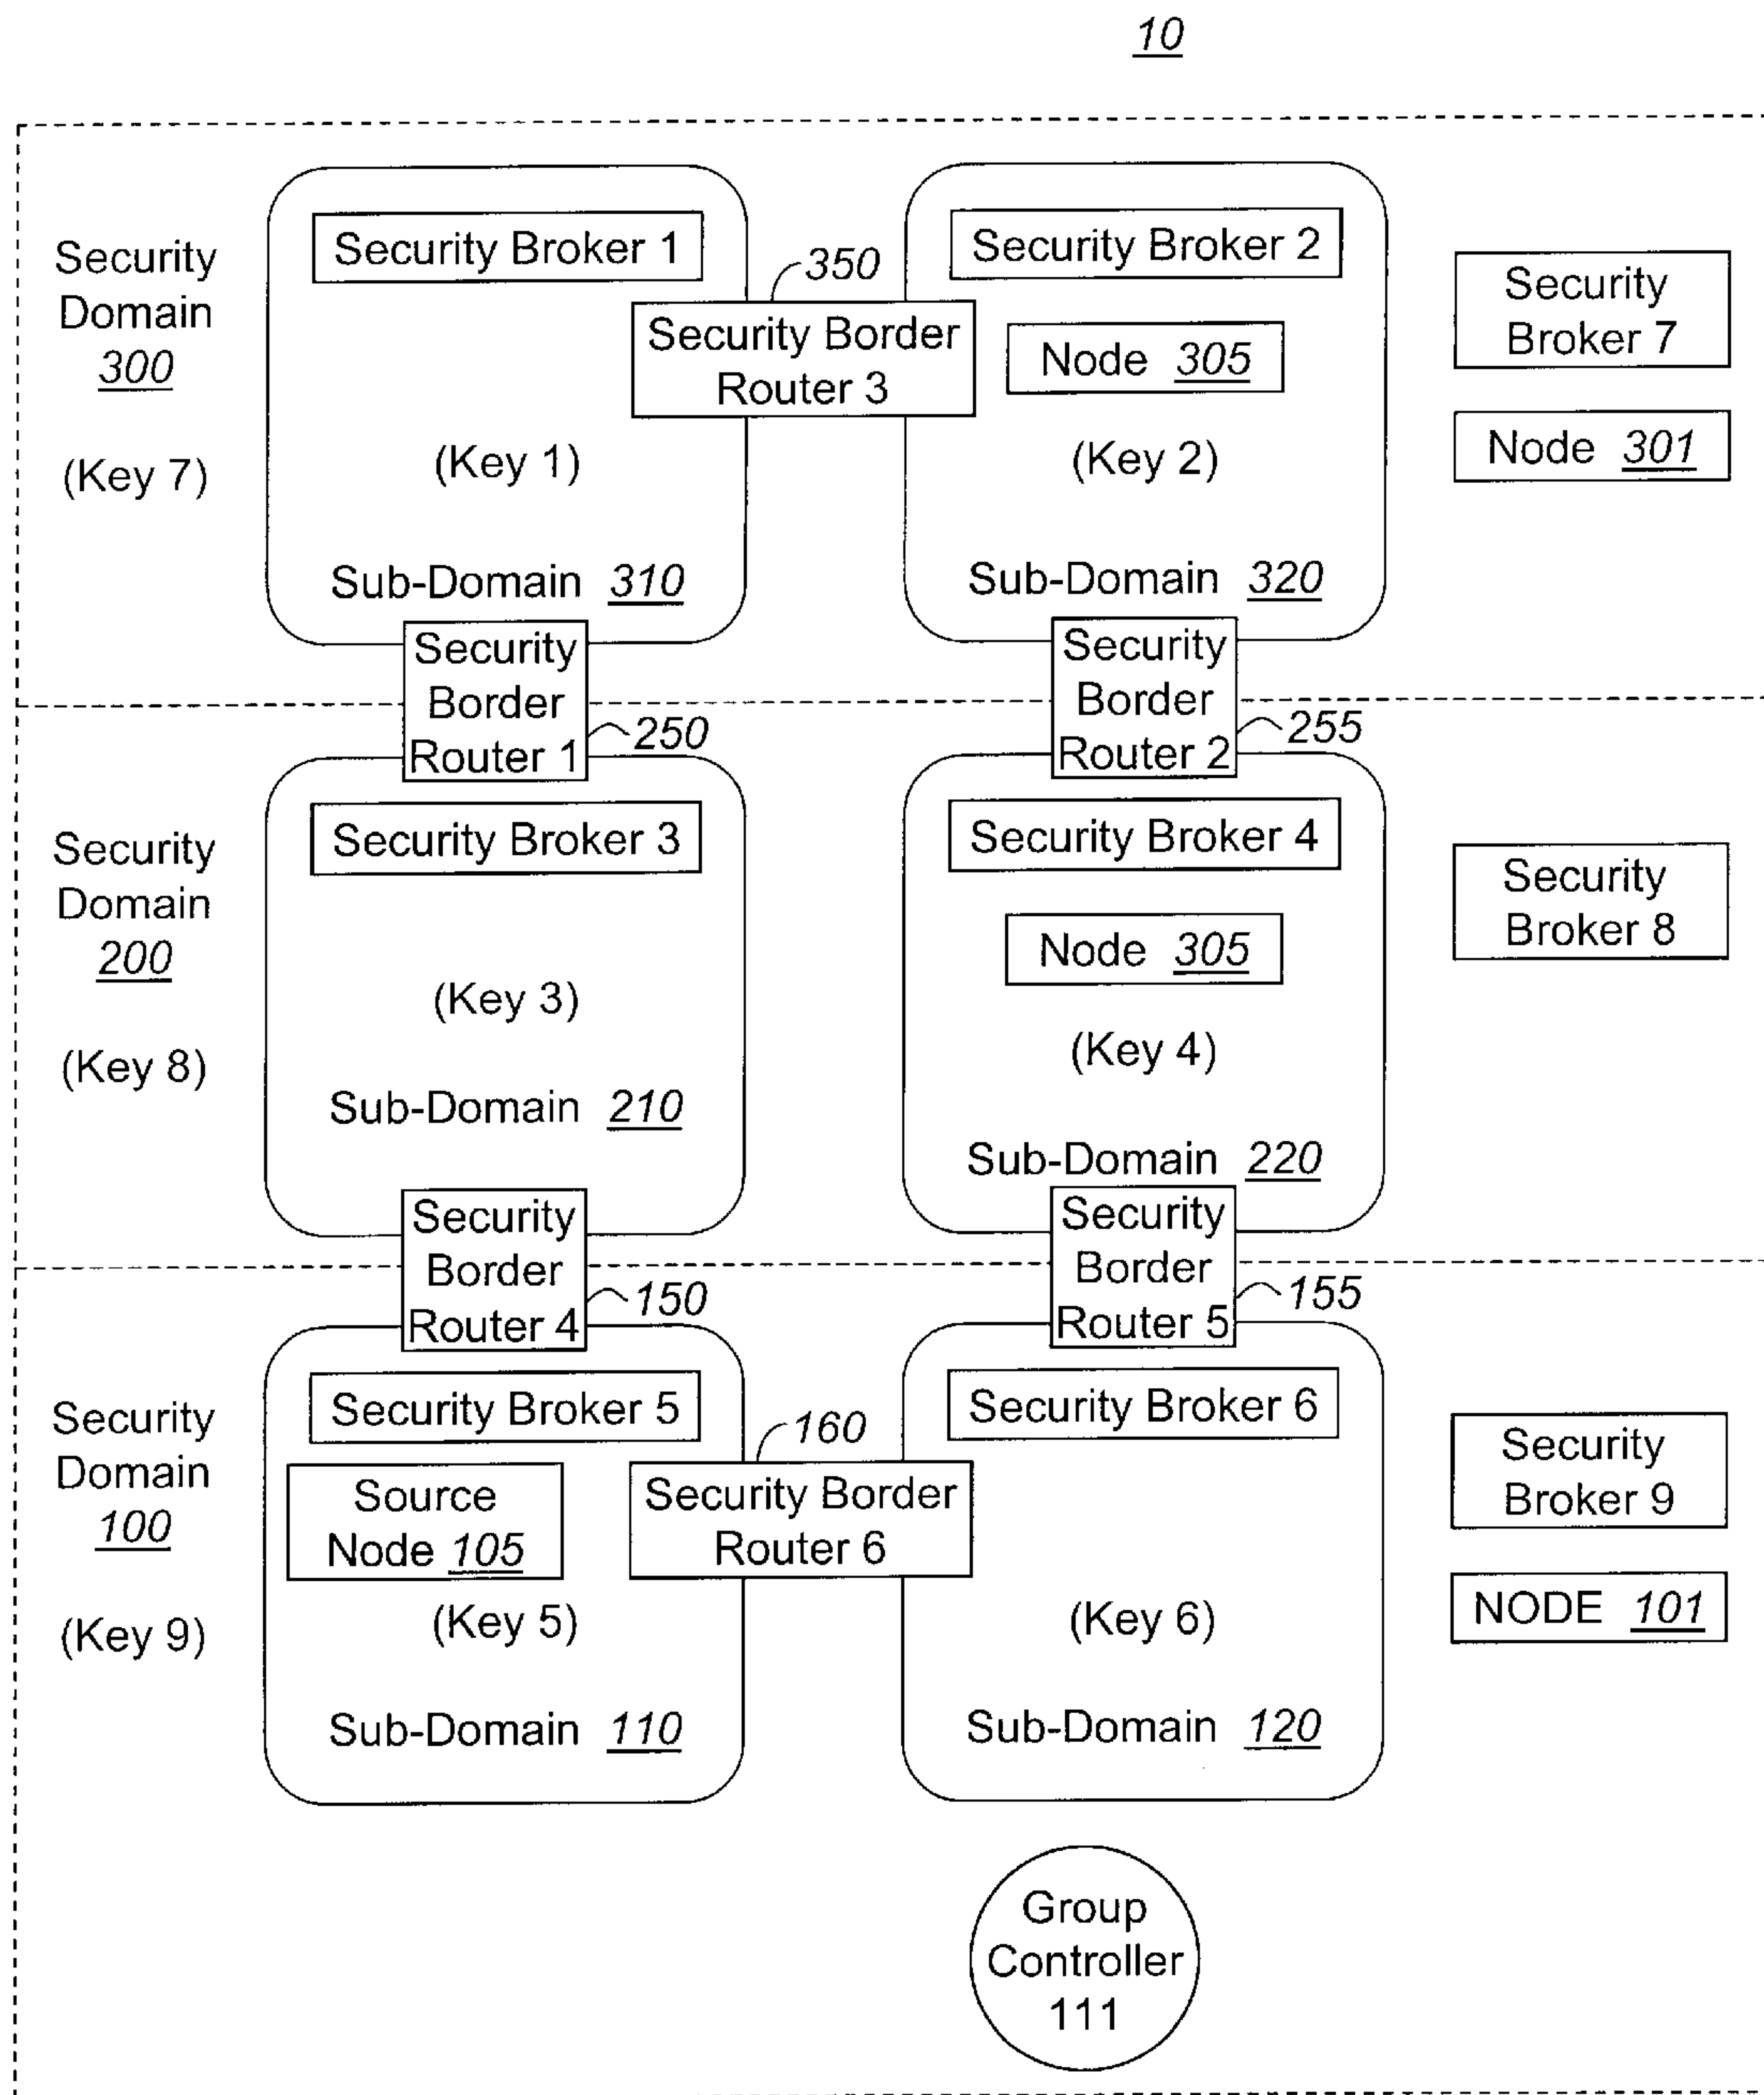 10
Security
Domain
300
(Key 7)
Security Broker 1
(Key 1)
Sub-Domain 310
350
Security Border
Router 3
Security Broker 2
Node 305
(Key 2)
Sub-Domain 320
Security
Broker 7
Node 301
Security
Border
Router 1
250
Security
Border
Router 2
255
Security
Domain
200
(Key 8)
Security Broker 3
(Key 3)
Sub-Domain 210
Security Broker 4
Node 305
(Key 4)
Sub-Domain 220
Security
Broker 8
Security
Border
Router 4
150
Security
Border
Router 5
155
Security
Domain
100
(Key 9)
Security Broker 5
Source
Node 105
(Key 5)
Sub-Domain 110
160
Security Border
Router 6
Security Broker 6
(Key 6)
Sub-Domain 120
Security
Broker 9
NODE 101
Group
Controller
111